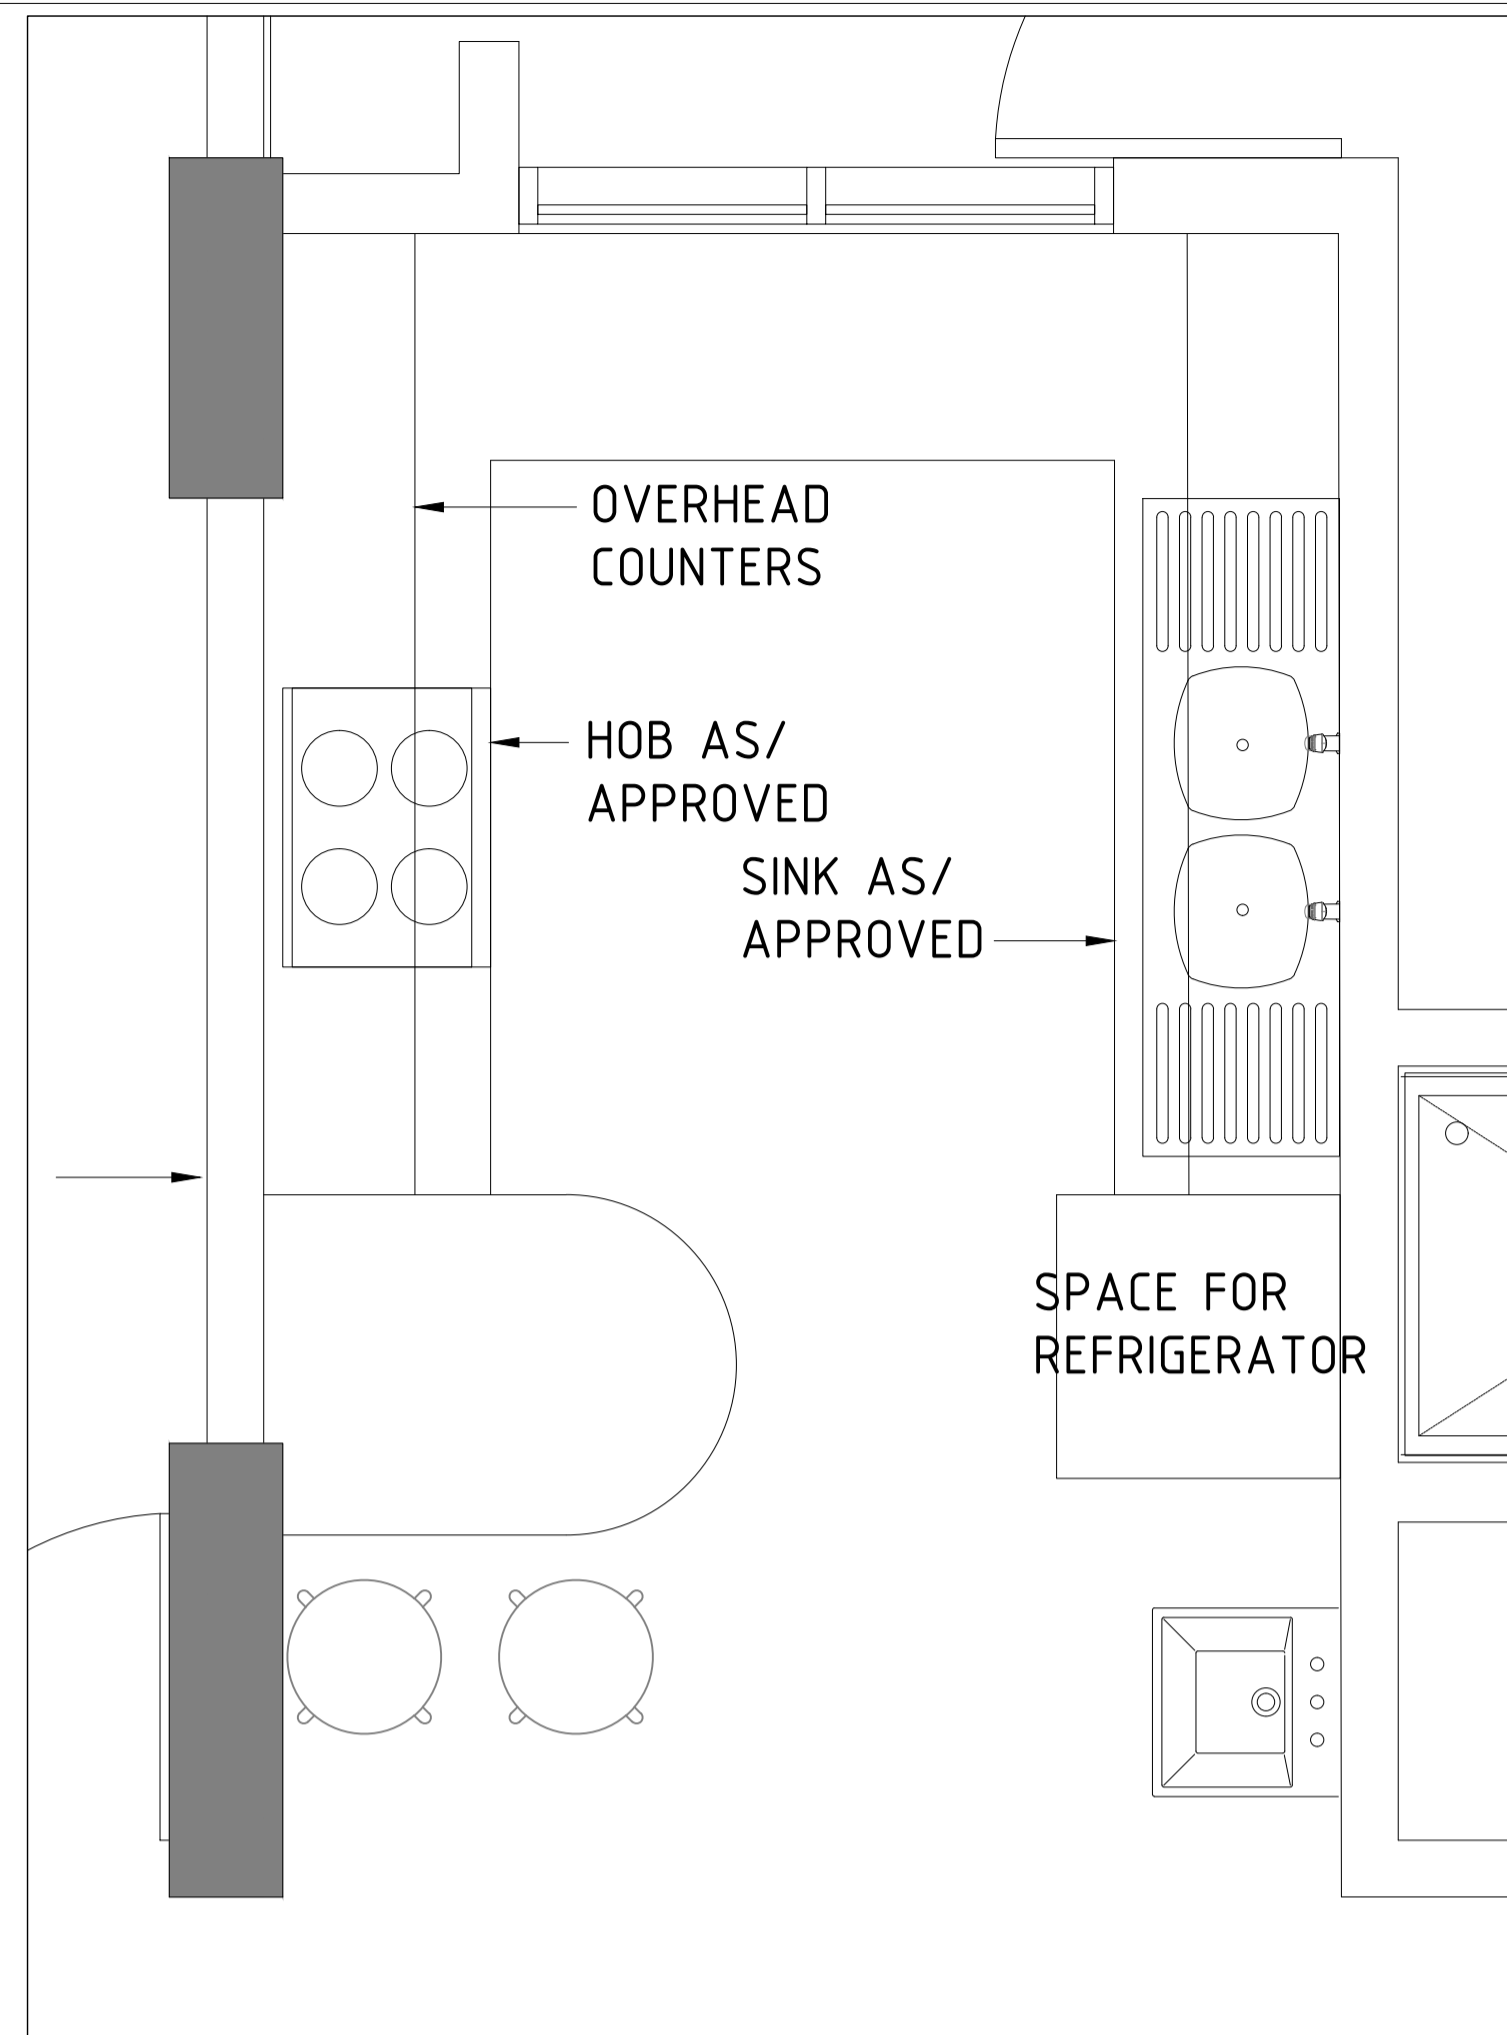 OVERHEAD
COUNTERS
HOB AS/
APPROVED
SINK AS/
APPROVED
SPACE FOR
REFRIGERATOR